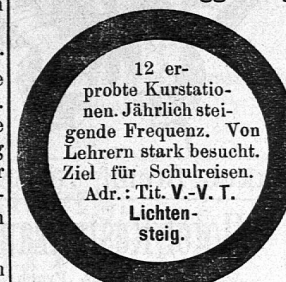 12 er-
probte Kurstatio-
nen. Jährlich stei-
gende Frequenz. Von
Lehrern stark besucht.
Ziel für Schulreisen.
Adr.: Tit. V.-V. T.
Lichten-
steig.